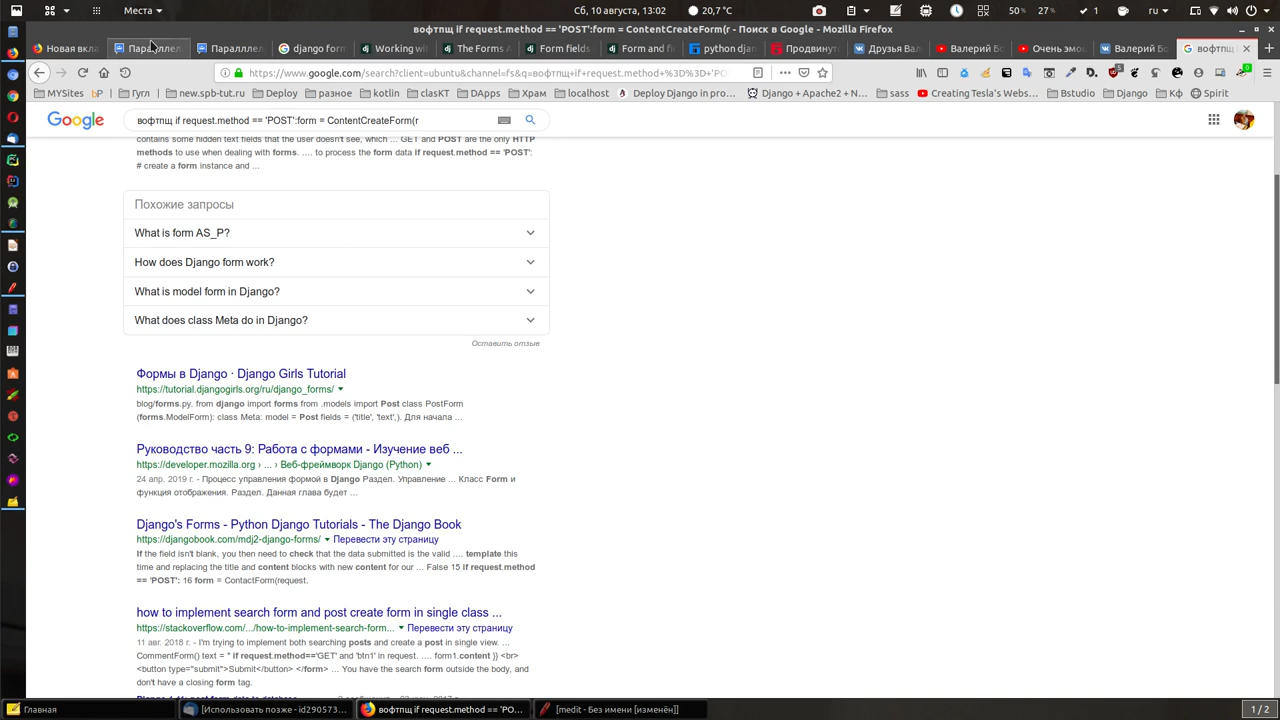 Места
Сб, 10 августа, 13:02
20,7 °C
50%
27%
1
вофтпщ if request.method == 'POST':form = ContentCreateForm(r - Поиск в Google - Mozilla Firefox
Новая вкла
Параллел
Параллел
django form
Working wi
The Forms A
Form fields
Form and fi
python djan
Продвинут
Друзья Вал
Валерий Бо
Очень эмоц
Валерий Бо
вофтпщ i
https://www.google.com/search?client=ubuntu&channel=fs&q=вофтпщ+if+request.method+%3D%3D+'PO
MYSites
bP
Гугл
new.spb-tut.ru
Deploy
разное
kotlin
clasKT
DApps
Храм
localhost
Deploy Django in pro…
Django + Apache2 + N…
sass
Creating Tesla's Webs…
Bstudio
Django
Кф
Spirit
Google
вофтпщ if request.method == 'POST':form = ContentCreateForm(r
contains some hidden text fields that the user doesn't see, which ... GET and POST are the only HTTP
methods to use when dealing with forms. .... to process the form data if request.method == 'POST':
# create a form instance and ...
Похожие запросы
What is form AS_P?
How does Django form work?
What is model form in Django?
What does class Meta do in Django?
Оставить отзыв
Формы в Django · Django Girls Tutorial
https://tutorial.djangogirls.org/ru/django_forms/
blog/forms.py. from django import forms from .models import Post class PostForm
(forms.ModelForm): class Meta: model = Post fields = ('title', 'text',). Для начала ...
Руководство часть 9: Работа с формами - Изучение веб ...
https://developer.mozilla.org › ... › Веб-фреймворк Django (Python)
24 апр. 2019 г. - Процесс управления формой в Django Раздел. Управление ... Класс Form и
функция отображения. Раздел. Данная глава будет ...
Django's Forms - Python Django Tutorials - The Django Book
https://djangobook.com/mdj2-django-forms/ Перевести эту страницу
If the field isn't blank, you then need to check that the data submitted is the valid .... template this
time and replacing the title and content blocks with new content for our ... False 15 if request.method
== 'POST': 16 form = ContactForm(request.
how to implement search form and post create form in single class ...
https://stackoverflow.com/.../how-to-implement-search-form... Перевести эту страницу
11 авг. 2018 г. - I'm trying to implement both searching posts and create a post in single view. ...
CommentForm() text = '' if request.method=='GET' and 'btn1' in request. .... form1.content }} <br>
<button type="submit">Submit</button> </form> ... You have the search form outside the body, and
don't have a closing form tag.
Главная
[Использовать позже - id290573…
вофтпщ if request.method == 'PO…
[medit - Без имени [изменён]]
1 / 2